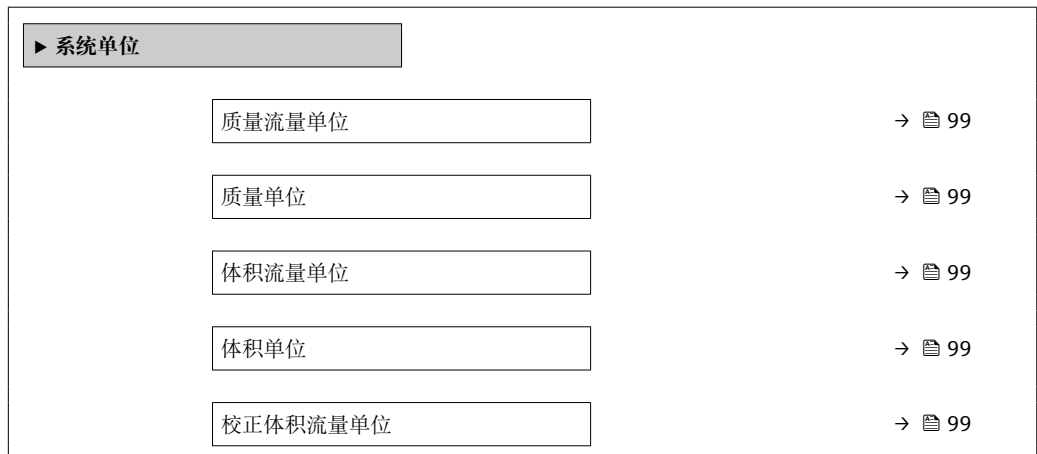 ▶ 系统单位
质量流量单位 → 🖹 99
质量单位 → 🖹 99
体积流量单位 → 🖹 99
体积单位 → 🖹 99
校正体积流量单位 → 🖹 99